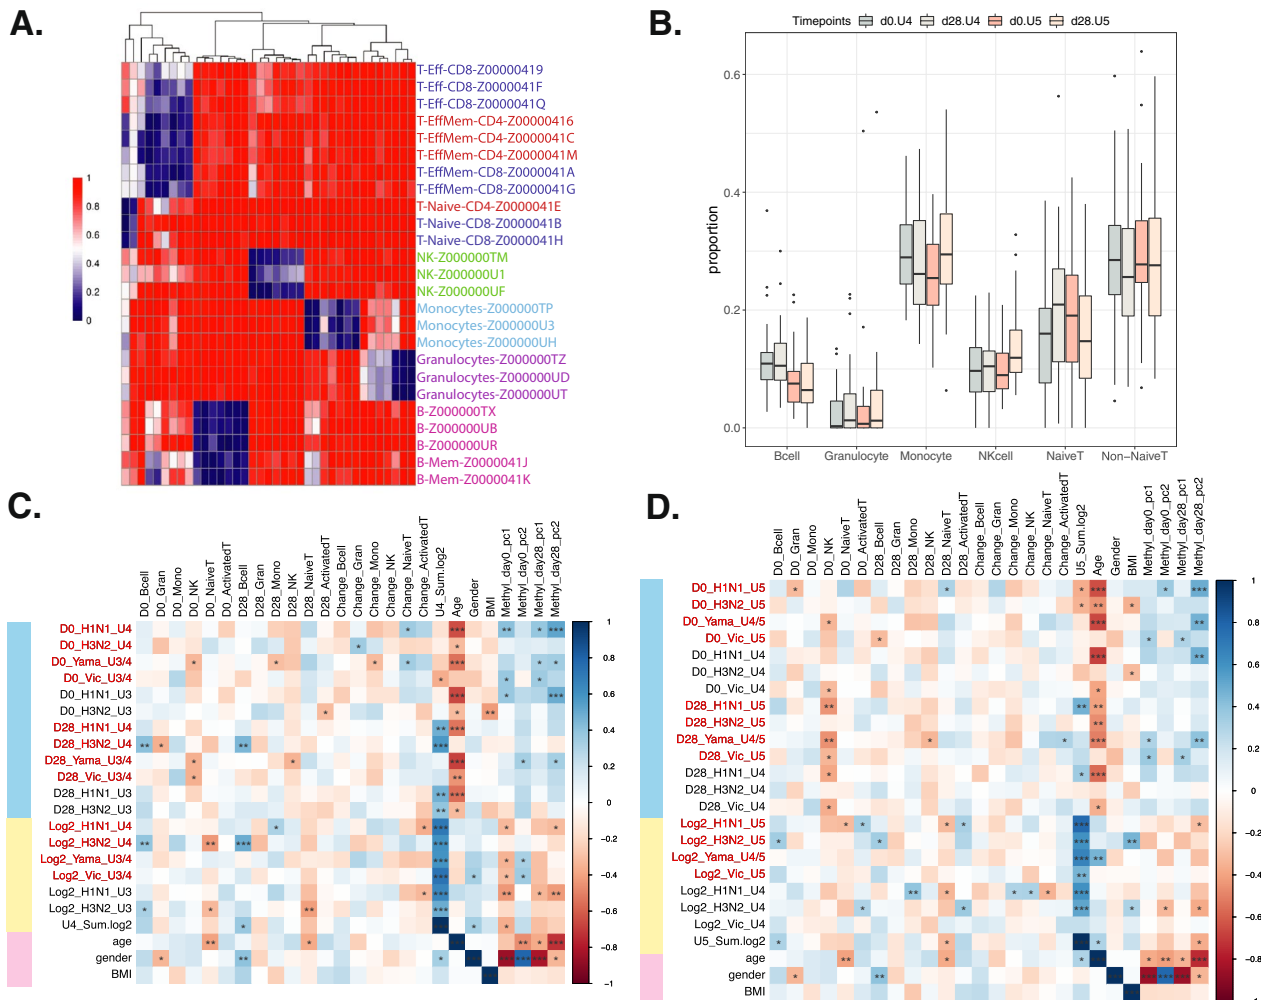 A.
T-Eff-CD8-Z00000419
T-Eff-CD8-Z0000041F
T-Eff-CD8-Z0000041Q
T-EffMem-CD4-Z00000416
T-EffMem-CD4-Z0000041C
T-EffMem-CD4-Z0000041M
T-EffMem-CD8-Z0000041A
T-EffMem-CD8-Z0000041G
T-Naive-CD4-Z0000041E
T-Naive-CD8-Z0000041B
T-Naive-CD8-Z0000041H
NK-Z000000TM
NK-Z000000U1
NK-Z000000UF
Monocytes-Z000000TP
Monocytes-Z000000U3
Monocytes-Z000000UH
Granulocytes-Z000000TZ
Granulocytes-Z000000UD
Granulocytes-Z000000UT
B-Z000000TX
B-Z000000UB
B-Z000000UR
B-Mem-Z0000041J
B-Mem-Z0000041K
1
0.8
0.6
0.4
0.2
0
B.
Timepoints d0.U4 d28.U4 d0.U5 d28.U5
proportion
0.6
0.4
0.2
0.0
Bcell Granulocyte Monocyte NKcell NaiveT Non-NaiveT
C.
D0_Bcell
D0_Gran
D0_Mono
D0_NK
D0_NaiveT
D0_ActivatedT
D28_Bcell
D28_Gran
D28_Mono
D28_NK
D28_NaiveT
D28_ActivatedT
Change_Bcell
Change_Gran
Change_Mono
Change_NK
Change_NaiveT
Change_ActivatedT
U4_Sum.log2
Age
Gender
BMI
Methyl_day0_pc1
Methyl_day0_pc2
Methyl_day28_pc1
Methyl_day28_pc2
D0_H1N1_U4
D0_H3N2_U4
D0_Yama_U3/4
D0_Vic_U3/4
D0_H1N1_U3
D0_H3N2_U3
D28_H1N1_U4
D28_H3N2_U4
D28_Yama_U3/4
D28_Vic_U3/4
D28_H1N1_U3
D28_H3N2_U3
Log2_H1N1_U4
Log2_H3N2_U4
Log2_Yama_U3/4
Log2_Vic_U3/4
Log2_H1N1_U3
Log2_H3N2_U3
U4_Sum.log2
age
gender
BMI
1
0.8
0.6
0.4
0.2
0
−0.2
−0.4
−0.6
−0.8
−1
D.
D0_Bcell
D0_Gran
D0_Mono
D0_NK
D0_NaiveT
D0_ActivatedT
D28_Bcell
D28_Gran
D28_Mono
D28_NK
D28_NaiveT
D28_ActivatedT
Change_Bcell
Change_Gran
Change_Mono
Change_NK
Change_NaiveT
Change_ActivatedT
U5_Sum.log2
Age
Gender
BMI
Methyl_day0_pc1
Methyl_day0_pc2
Methyl_day28_pc1
Methyl_day28_pc2
D0_H1N1_U5
D0_H3N2_U5
D0_Yama_U4/5
D0_Vic_U5
D0_H1N1_U4
D0_H3N2_U4
D0_Vic_U4
D28_H1N1_U5
D28_H3N2_U5
D28_Yama_U4/5
D28_Vic_U5
D28_H1N1_U4
D28_H3N2_U4
D28_Vic_U4
Log2_H1N1_U5
Log2_H3N2_U5
Log2_Yama_U4/5
Log2_Vic_U5
Log2_H1N1_U4
Log2_H3N2_U4
Log2_Vic_U4
U5_Sum.log2
age
gender
BMI
1
0.8
0.6
0.4
0.2
0
−0.2
−0.4
−0.6
−0.8
−1